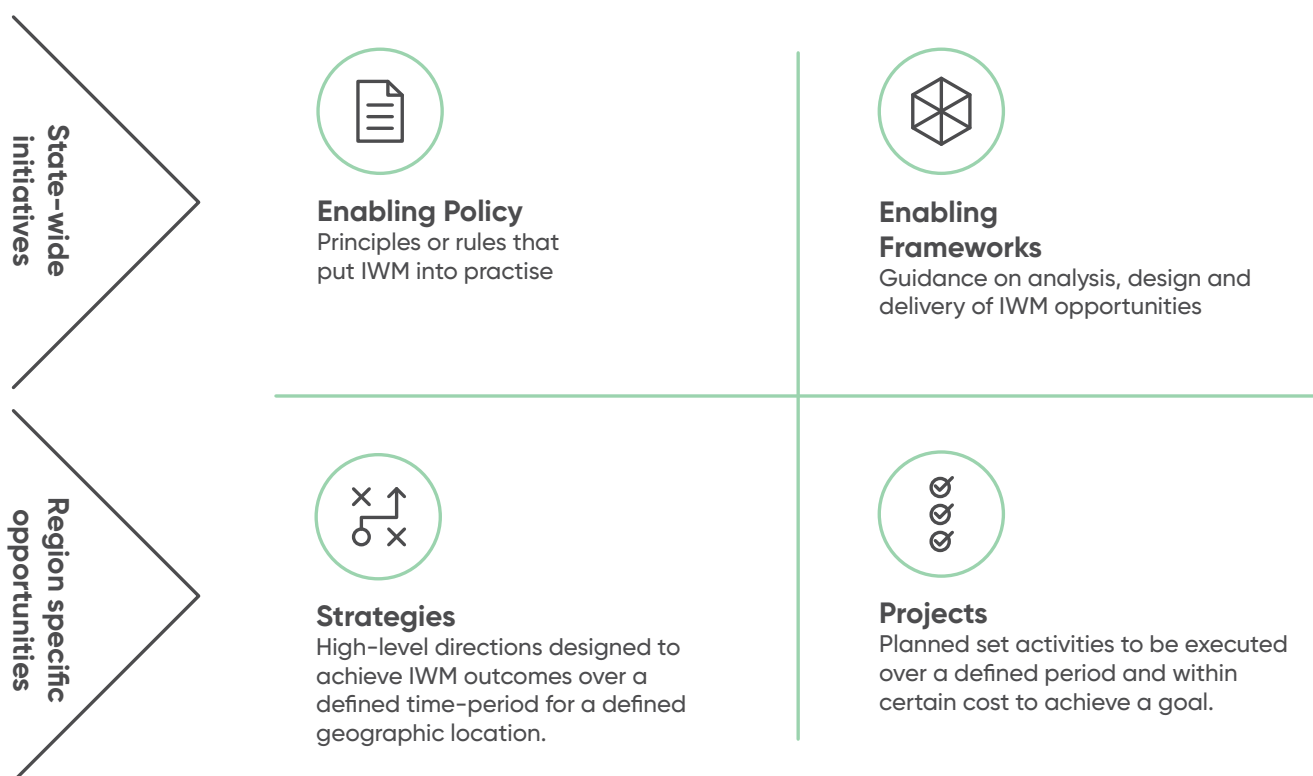 State-wide
initiatives
Enabling Policy
Principles or rules that
put IWM into practise
Enabling
Frameworks
Guidance on analysis, design and
delivery of IWM opportunities
Region specific
opportunities
Strategies
High-level directions designed to
achieve IWM outcomes over a
defined time-period for a defined
geographic location.
Projects
Planned set activities to be executed
over a defined period and within
certain cost to achieve a goal.